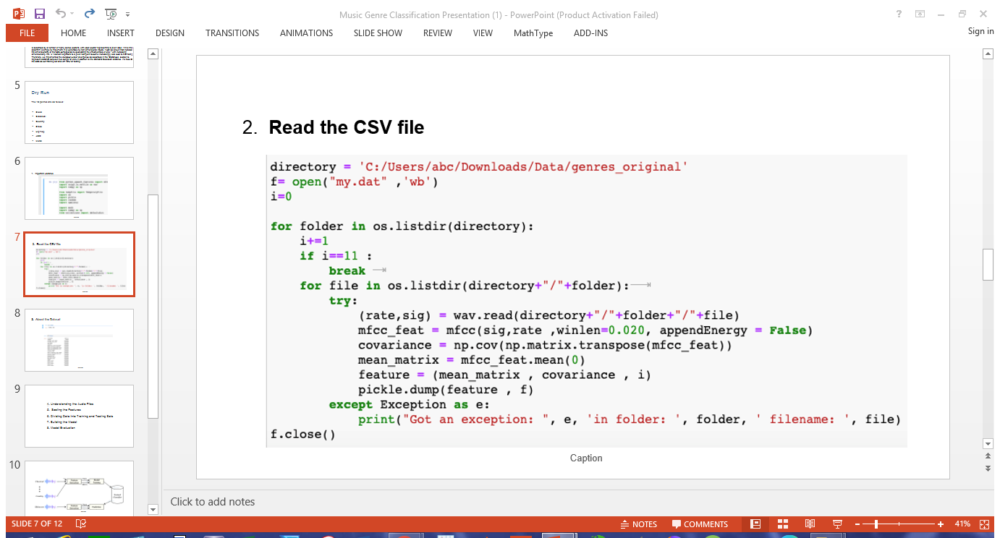 Music Genre Classification Presentation (1) - PowerPoint (Product Activation Failed)
FILE HOME INSERT DESIGN TRANSITIONS ANIMATIONS SLIDE SHOW REVIEW VIEW MathType ADD-INS Sign in
5
Dry Run
6
7
2. Read the CSV file
8
3. About the Dataset
9
4. Understanding the Audio Files
5. Scaling the Features
6. Dividing Data Into Training and Testing Sets
7. Building the Model
8. Model Evaluation
10
2. Read the CSV file
directory = 'C:/Users/abc/Downloads/Data/genres_original'
f= open("my.dat" ,'wb')
i=0
for folder in os.listdir(directory):
i+=1
if i==11 :
break
for file in os.listdir(directory+"/"+folder):
try:
(rate,sig) = wav.read(directory+"/"+folder+"/"+file)
mfcc_feat = mfcc(sig,rate ,winlen=0.020, appendEnergy = False)
covariance = np.cov(np.matrix.transpose(mfcc_feat))
mean_matrix = mfcc_feat.mean(0)
feature = (mean_matrix , covariance , i)
pickle.dump(feature , f)
except Exception as e:
print("Got an exception: ", e, 'in folder: ', folder, ' filename: ', file)
f.close()
Caption
Click to add notes
SLIDE 7 OF 12 NOTES COMMENTS 41%